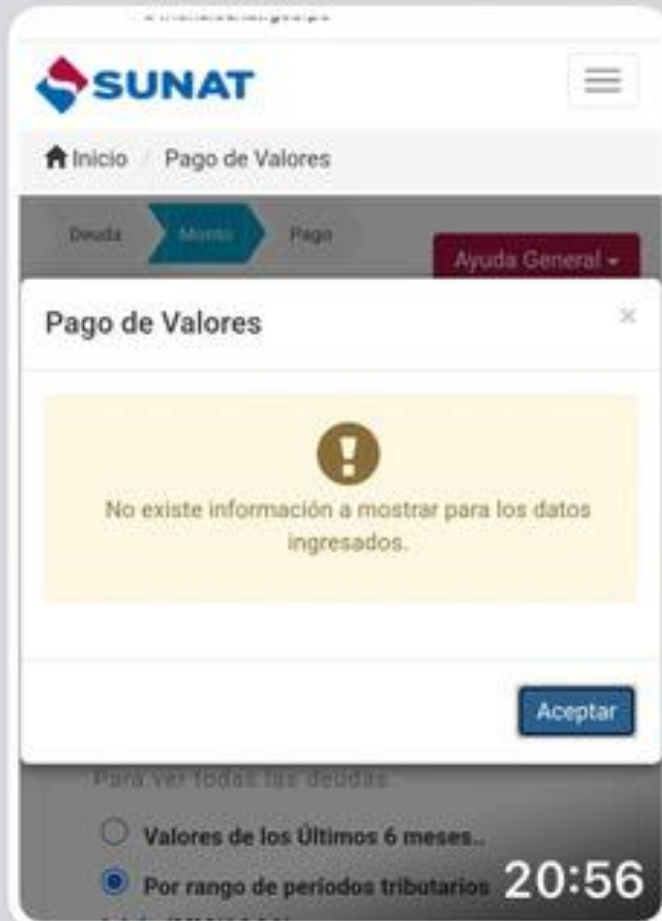 SUNAT
Inicio / Pago de Valores
Deuda Monto Pago
Ayuda General
Pago de Valores
×
No existe información a mostrar para los datos
ingresados.
Aceptar
Para ver todas las deudas
Valores de los Últimos 6 meses..
Por rango de periodos tributarios
20:56